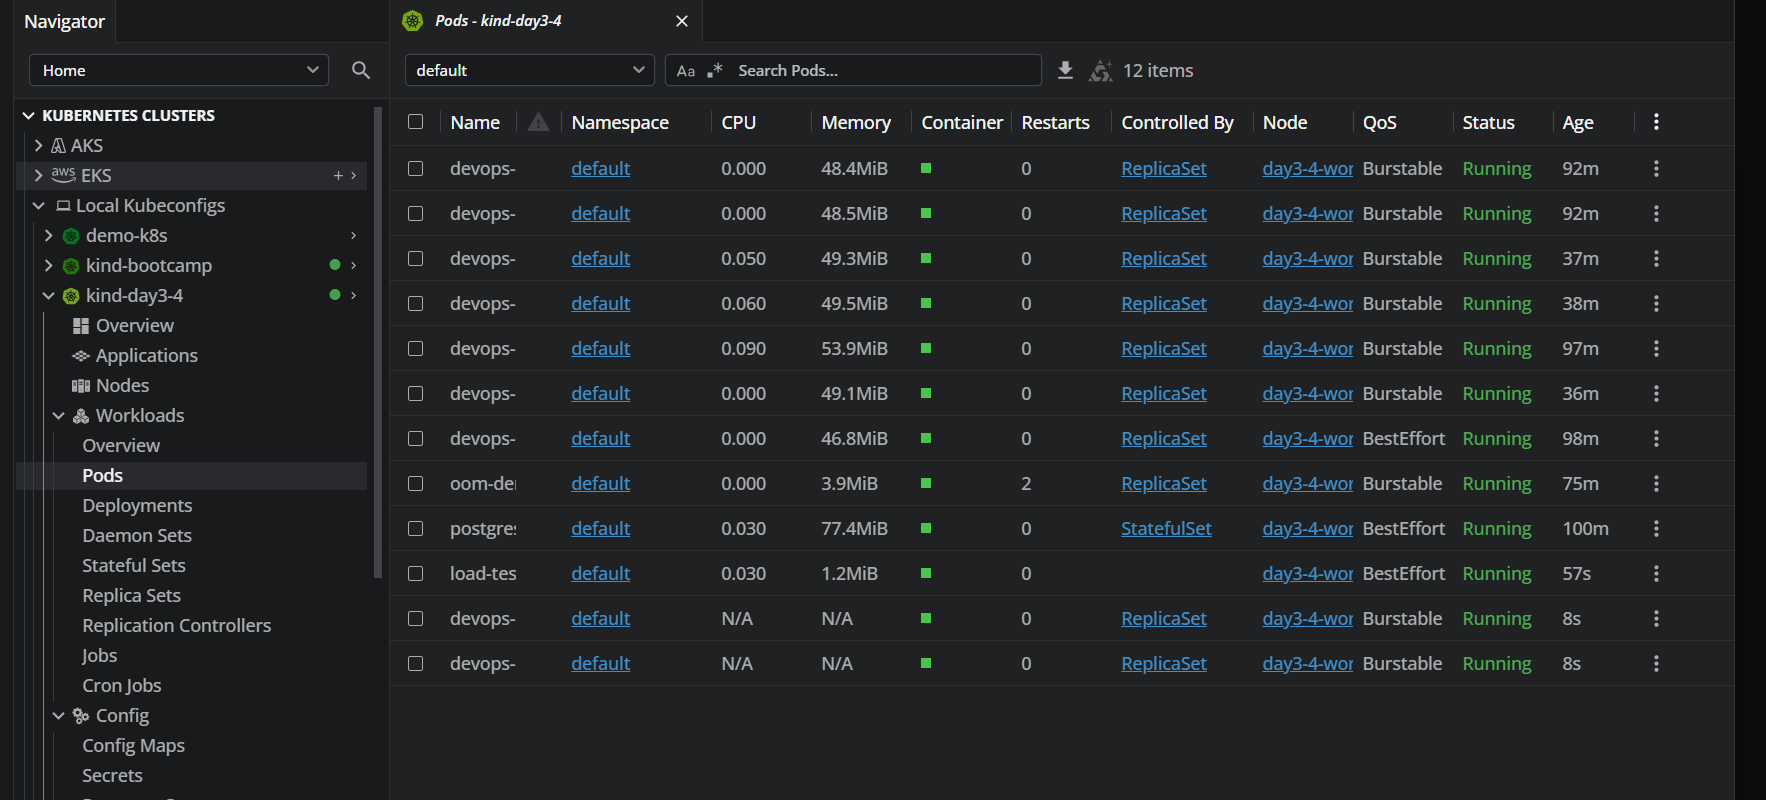 Navigator
Pods - kind-day3-4
Home
default
Aa .* Search Pods...
12 items
KUBERNETES CLUSTERS
AKS
aws EKS
Local Kubeconfigs
demo-k8s
kind-bootcamp
kind-day3-4
Overview
Applications
Nodes
Workloads
Overview
Pods
Deployments
Daemon Sets
Stateful Sets
Replica Sets
Replication Controllers
Jobs
Cron Jobs
Config
Config Maps
Secrets
Name Namespace CPU Memory Container Restarts Controlled By Node QoS Status Age
devops- default 0.000 48.4MiB 0 ReplicaSet day3-4-wor Burstable Running 92m
devops- default 0.000 48.5MiB 0 ReplicaSet day3-4-wor Burstable Running 92m
devops- default 0.050 49.3MiB 0 ReplicaSet day3-4-wor Burstable Running 37m
devops- default 0.060 49.5MiB 0 ReplicaSet day3-4-wor Burstable Running 38m
devops- default 0.090 53.9MiB 0 ReplicaSet day3-4-wor Burstable Running 97m
devops- default 0.000 49.1MiB 0 ReplicaSet day3-4-wor Burstable Running 36m
devops- default 0.000 46.8MiB 0 ReplicaSet day3-4-wor BestEffort Running 98m
oom-de default 0.000 3.9MiB 2 ReplicaSet day3-4-wor Burstable Running 75m
postgres default 0.030 77.4MiB 0 StatefulSet day3-4-wor BestEffort Running 100m
load-tes default 0.030 1.2MiB 0 day3-4-wor BestEffort Running 57s
devops- default N/A N/A 0 ReplicaSet day3-4-wor Burstable Running 8s
devops- default N/A N/A 0 ReplicaSet day3-4-wor Burstable Running 8s